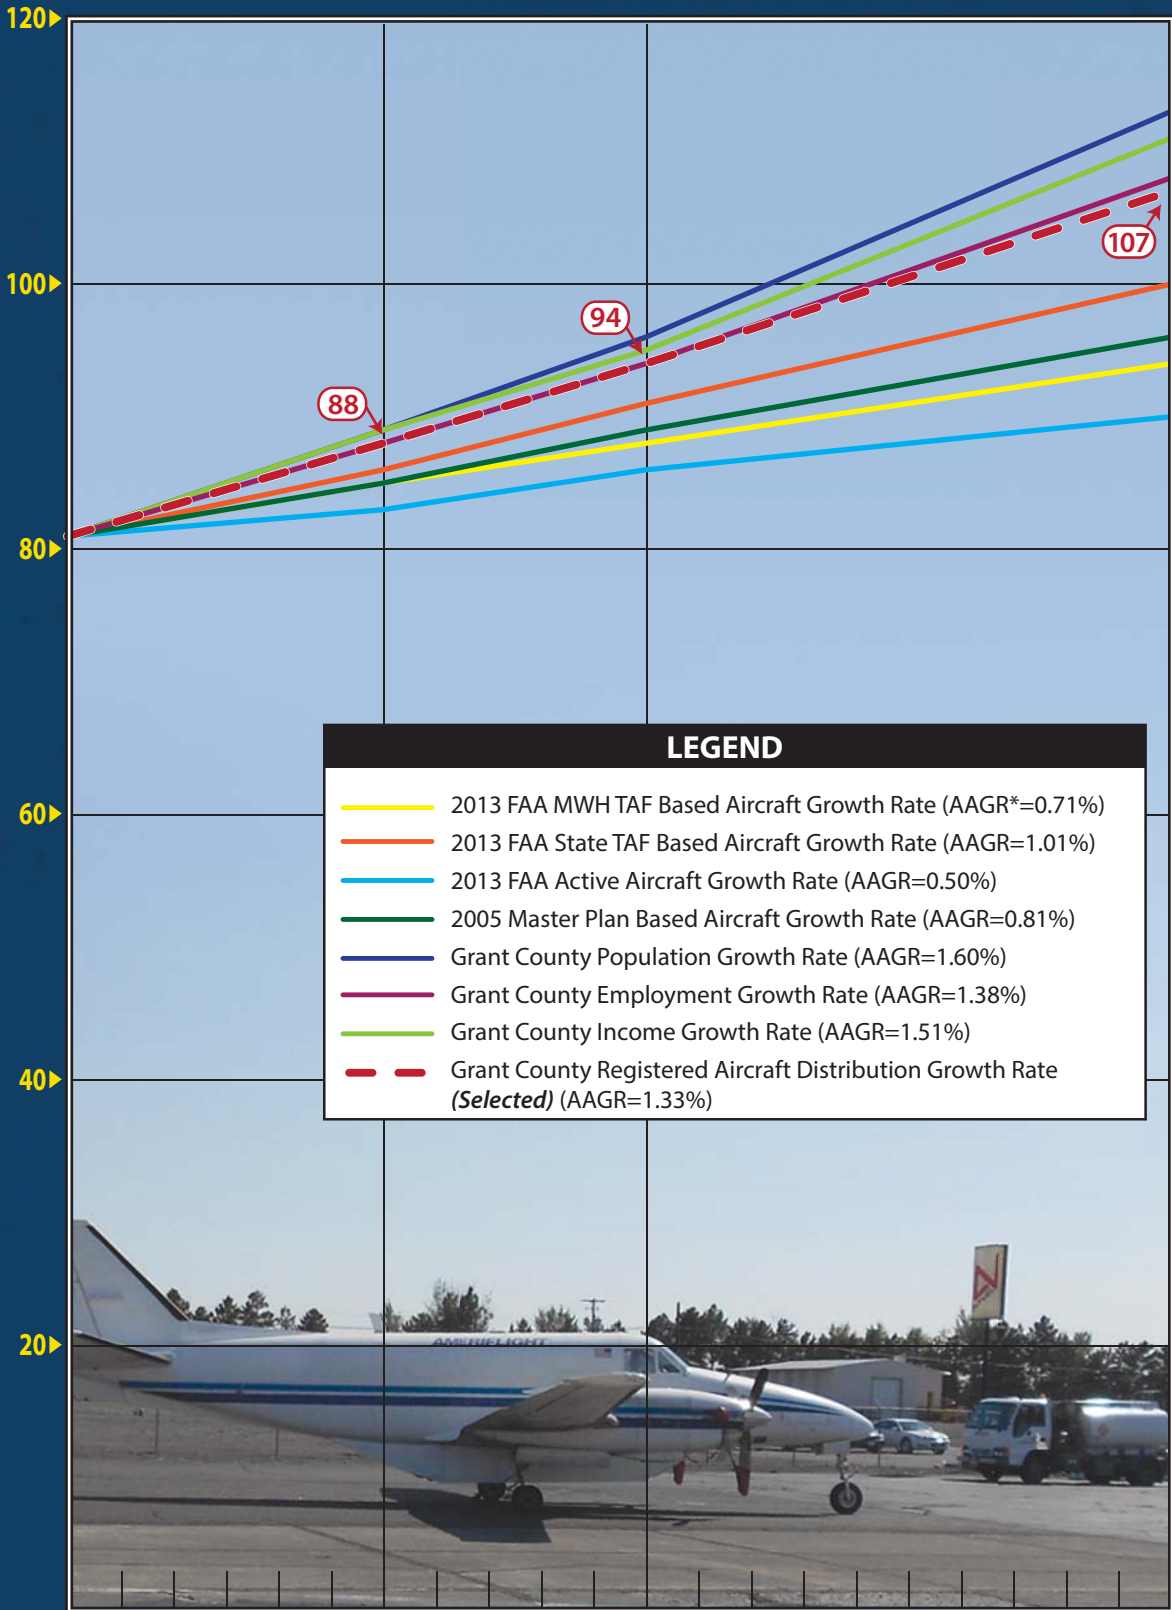 120
100
80
60
40
20
88
94
107
LEGEND
2013 FAA MWH TAF Based Aircraft Growth Rate (AAGR*=0.71%)
2013 FAA State TAF Based Aircraft Growth Rate (AAGR=1.01%)
2013 FAA Active Aircraft Growth Rate (AAGR=0.50%)
2005 Master Plan Based Aircraft Growth Rate (AAGR=0.81%)
Grant County Population Growth Rate (AAGR=1.60%)
Grant County Employment Growth Rate (AAGR=1.38%)
Grant County Income Growth Rate (AAGR=1.51%)
Grant County Registered Aircraft Distribution Growth Rate
(Selected) (AAGR=1.33%)
AMERIFLIGHT